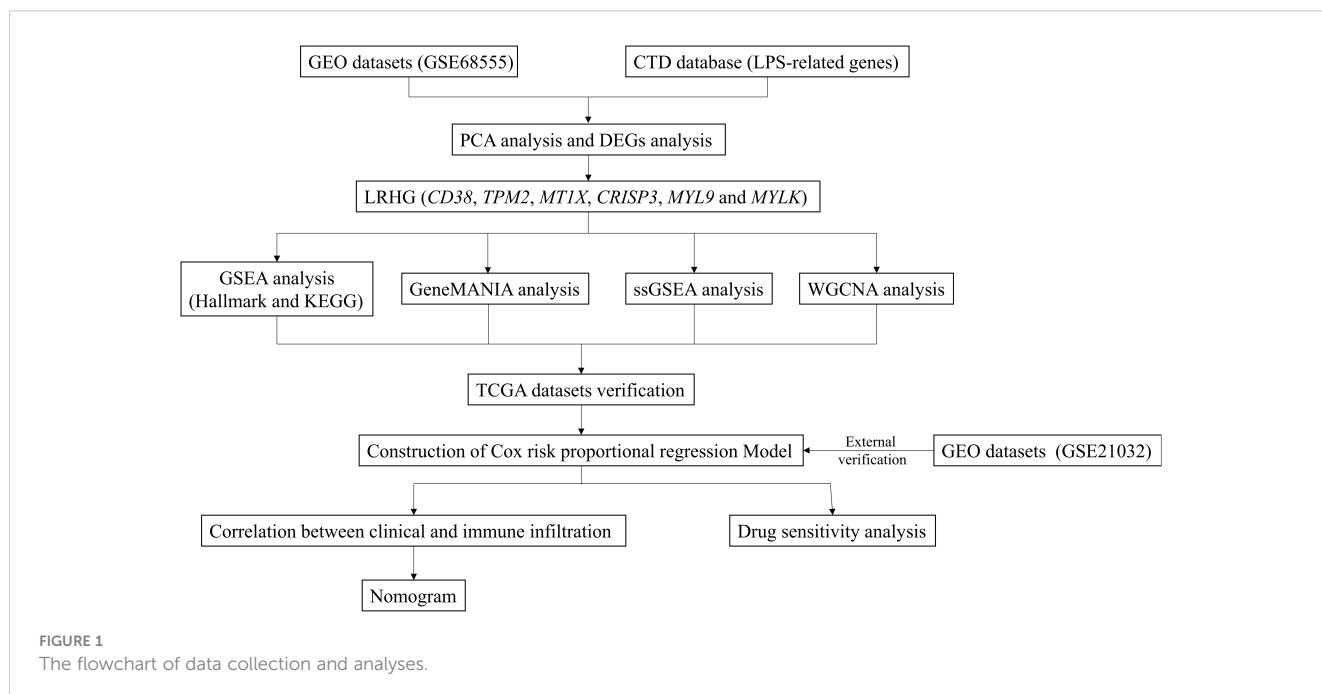 GEO datasets (GSE68555)
CTD database (LPS-related genes)
PCA analysis and DEGs analysis
LRHG (CD38, TPM2, MT1X, CRISP3, MYL9 and MYLK)
GSEA analysis
(Hallmark and KEGG)
GeneMANIA analysis
ssGSEA analysis
WGCNA analysis
TCGA datasets verification
Construction of Cox risk proportional regression Model
External
verification
GEO datasets (GSE21032)
Correlation between clinical and immune infiltration
Drug sensitivity analysis
Nomogram
FIGURE 1
The flowchart of data collection and analyses.